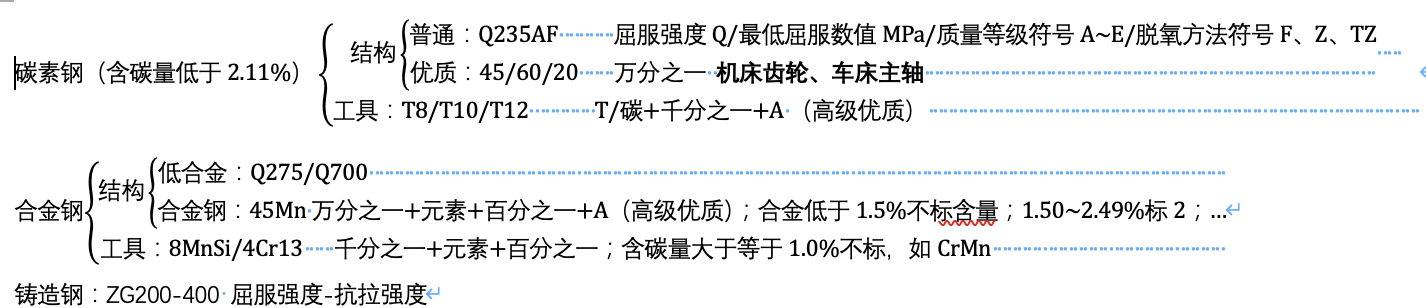 碳素钢（含碳量低于 2.11%）
结构
普通：Q235AF 屈服强度 Q/最低屈服数值 MPa/质量等级符号 A~E/脱氧方法符号 F、Z、TZ
优质：45/60/20 万分之一 机床齿轮、车床主轴
工具：T8/T10/T12 T/碳+千分之一+A （高级优质）
合金钢
结构
低合金：Q275/Q700
合金钢：45Mn 万分之一+元素+百分之一+A（高级优质）；合金低于 1.5%不标含量；1.50~2.49%标 2；...
工具：8MnSi/4Cr13 千分之一+元素+百分之一；含碳量大于等于 1.0%不标，如 CrMn
铸造钢：ZG200-400 屈服强度-抗拉强度